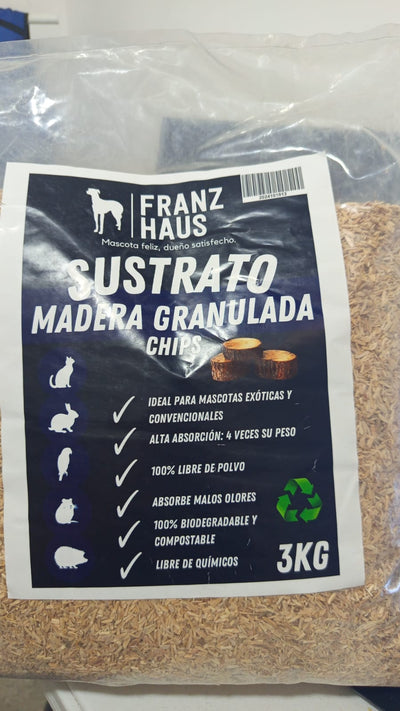 FRANZ
HAUS
Mascota feliz, dueño satisfecho.
SUSTRATO
MADERA GRANULADA
CHIPS
IDEAL PARA MASCOTAS EXÓTICAS Y
CONVENCIONALES
ALTA ABSORCIÓN: 4 VECES SU PESO
100% LIBRE DE POLVO
ABSORBE MALOS OLORES
100% BIODEGRADABLE Y
COMPOSTABLE
LIBRE DE QUÍMICOS
3KG